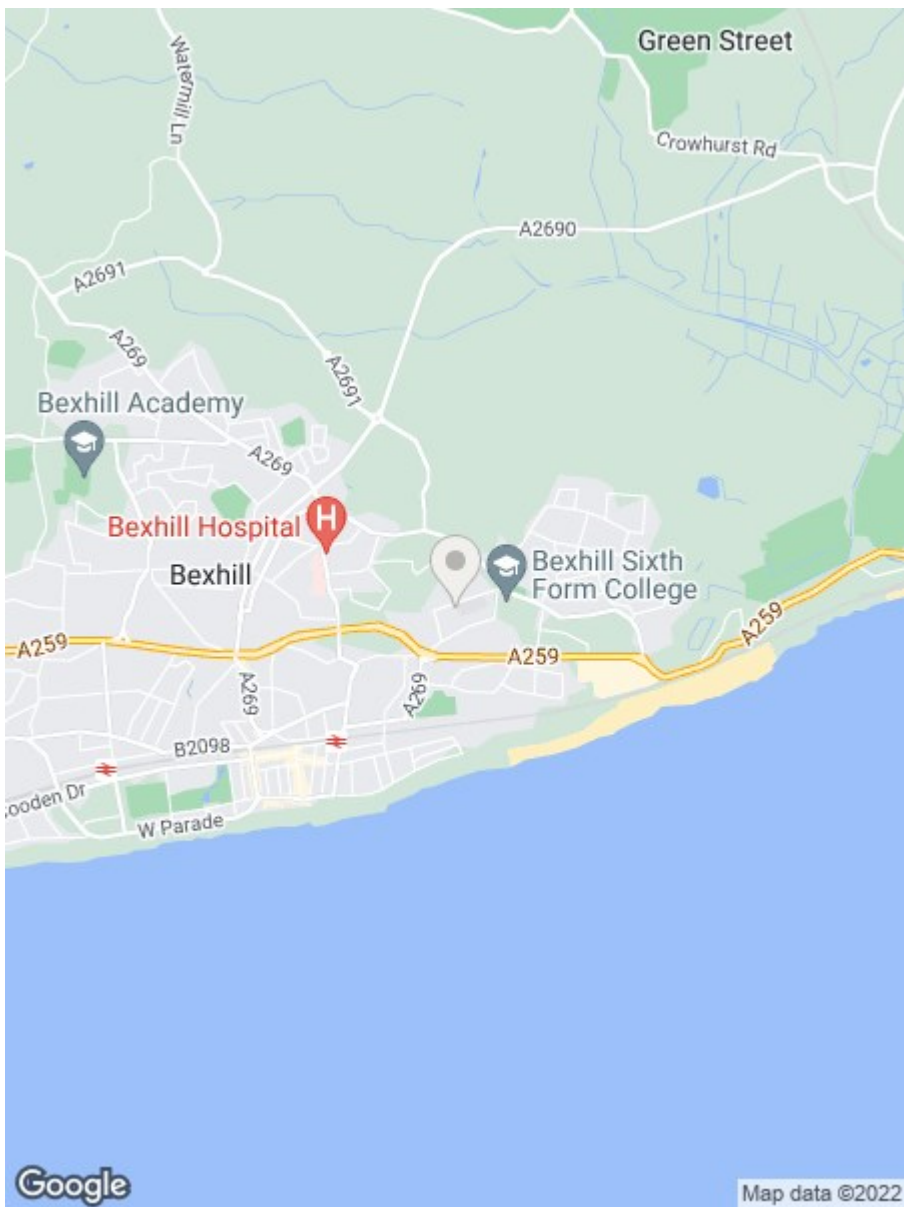 Green Street
Watermill Ln
Crowhurst Rd
A2690
A2691
A269
A2691
Bexhill Academy
A269
Bexhill Hospital
H
Bexhill
Bexhill Sixth
Form College
A259
A259
A259
A269
A269
B2098
Cooden Dr
W Parade
Google
Map data ©2022